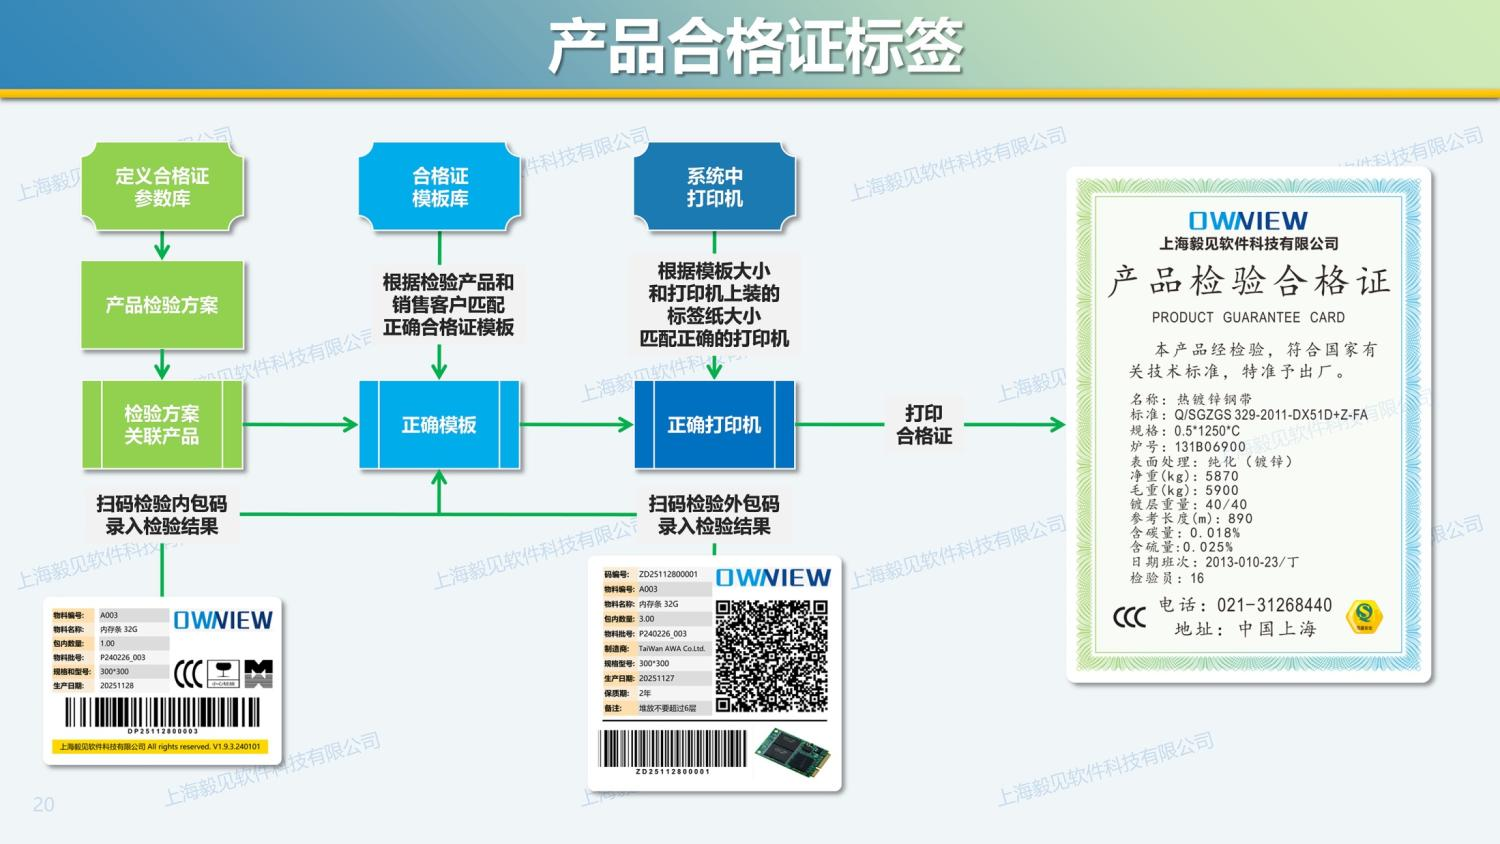 产品合格证标签
定义合格证
参数库
产品检验方案
检验方案
关联产品
合格证
模板库
根据检验产品和
销售客户匹配
正确合格证模板
正确模板
系统中
打印机
根据模板大小
和打印机上装的
标签纸大小
匹配正确的打印机
正确打印机
打印
合格证
扫码检验内包码
录入检验结果
扫码检验外包码
录入检验结果
物料编号: A003
物料名称: 内存条 32G
包内数量: 1.00
物料批号: P240226_003
规格和型号: 300*300
生产日期: 20251128
OWNIEW
DP25112800003
上海毅见软件科技有限公司 All rights reserved. V1.9.3.240101
码编号: ZD25112800001
物料编号: A003
物料名称: 内存条 32G
包内数量: 3.00
物料批号: P240226_003
制造商: TaiWan AWA Co.Ltd.
规格型号: 300*300
生产日期: 20251127
保质期: 2年
备注: 堆放不要超过6层
OWNIEW
ZD25112800001
OWNIEW
上海毅见软件科技有限公司
产品检验合格证
PRODUCT GUARANTEE CARD
本产品经检验，符合国家有
关技术标准，特准予出厂。
名称：热镀锌钢带
标准：Q/SGZGS 329-2011-DX51D+Z-FA
规格：0.5*1250*C
炉号：131B06900
表面处理：纯化（镀锌）
净重(kg)：5870
毛重(kg)：5900
镀层重量：40/40
参考长度(m)：890
含碳量：0.018%
含硫量:0.025%
日期班次：2013-010-23/丁
检验员：16
电话：021-31268440
地址：中国上海
上海毅见软件科技有限公司
20